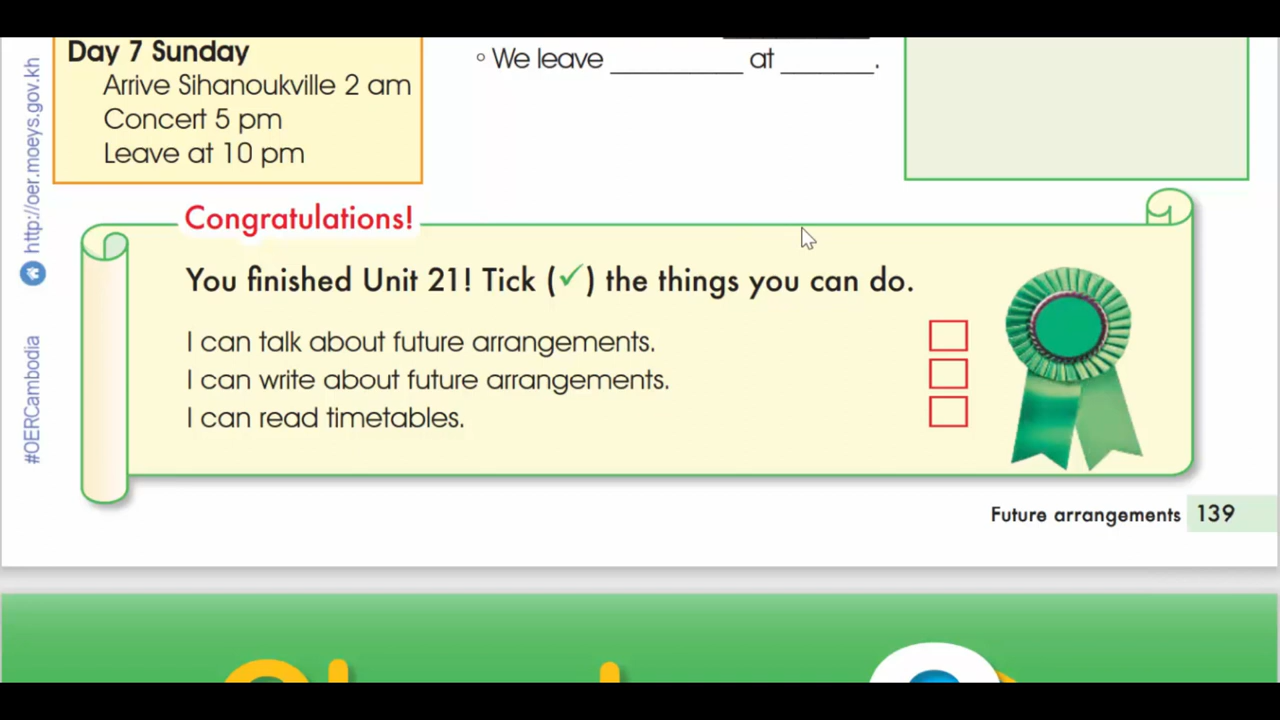 Day 7 Sunday
Arrive Sihanoukville 2 am
Concert 5 pm
Leave at 10 pm
◦ We leave _________ at ______.
http://oer.moeys.gov.kh
#OERCambodia
Congratulations!
You finished Unit 21! Tick (✓) the things you can do.
I can talk about future arrangements.
I can write about future arrangements.
I can read timetables.
Future arrangements 139